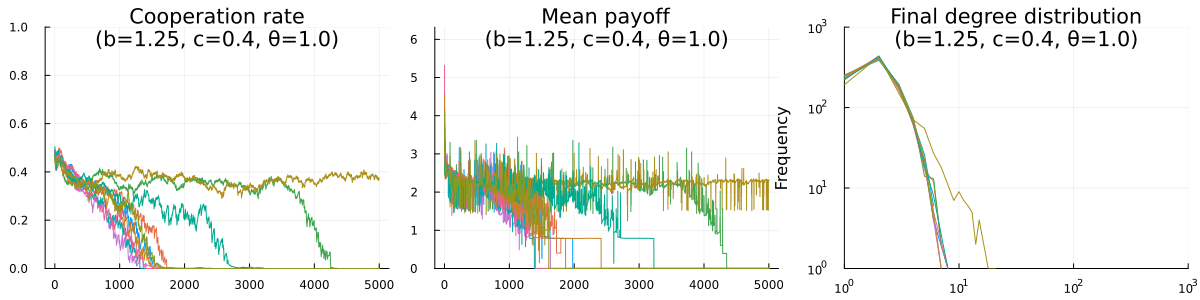 Cooperation rate
(b=1.25, c=0.4, θ=1.0)
1.0
0.8
0.6
0.4
0.2
0.0
0 1000 2000 3000 4000 5000
Mean payoff
(b=1.25, c=0.4, θ=1.0)
6
5
4
3
2
1
0
0 1000 2000 3000 4000 5000
Final degree distribution
(b=1.25, c=0.4, θ=1.0)
Frequency
10³
10²
10¹
10⁰
10⁰ 10¹ 10² 10³